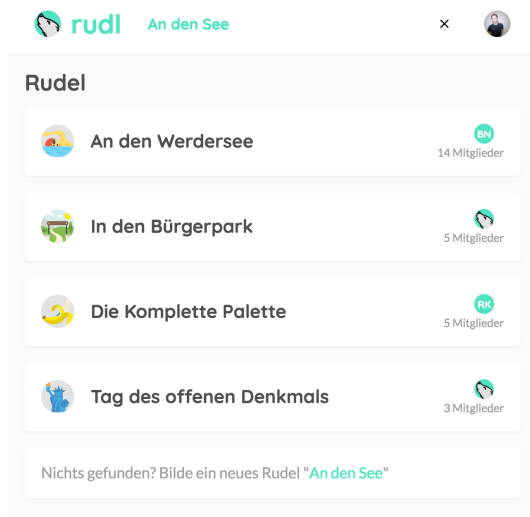 rudl An den See ×
Rudel
An den Werdersee
BN
14 Mitglieder
In den Bürgerpark
5 Mitglieder
Die Komplette Palette
RK
5 Mitglieder
Tag des offenen Denkmals
3 Mitglieder
Nichts gefunden? Bilde ein neues Rudel "An den See"